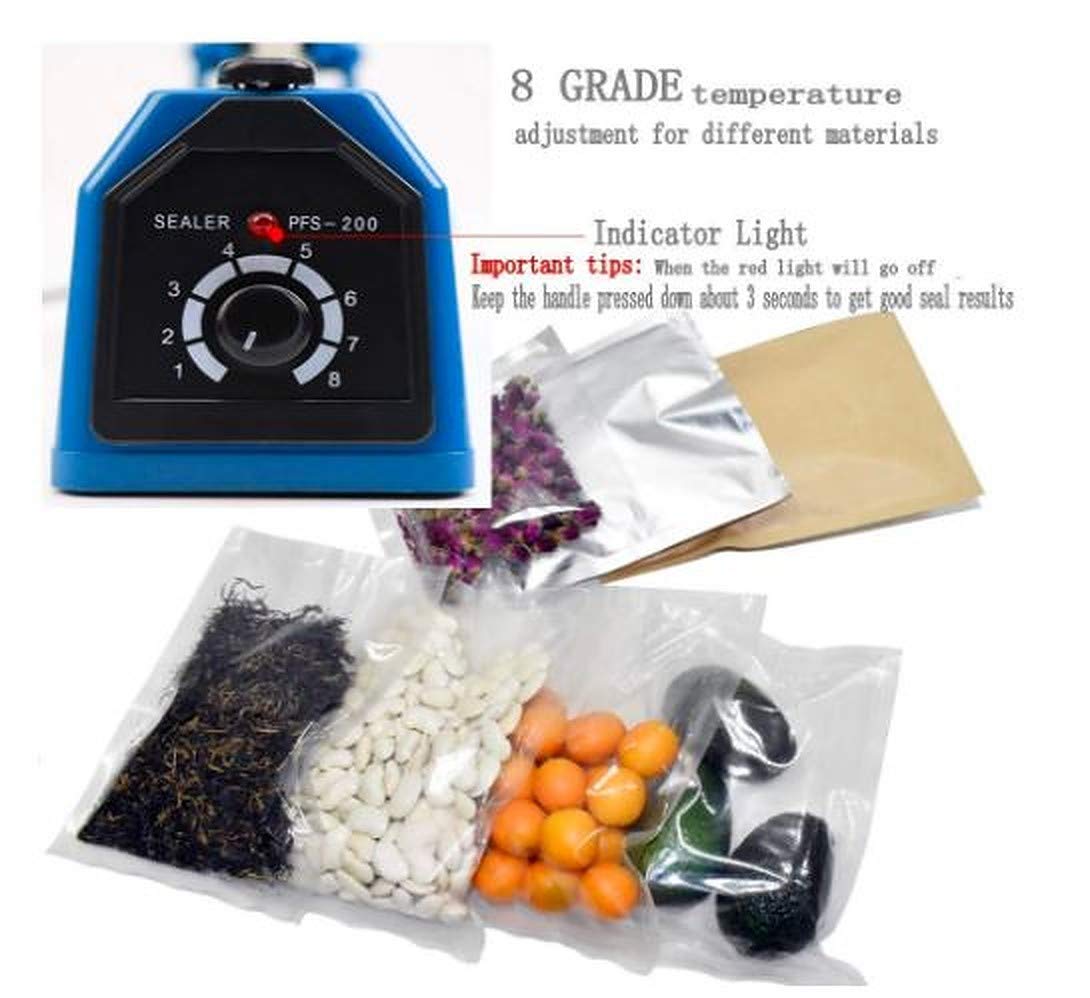 8 GRADE temperature
adjustment for different materials
SEALER PFS-200
Indicator Light
Important tips: When the red light will go off
Keep the handle pressed down about 3 seconds to get good seal results
4 5
3 6
2 7
1 8